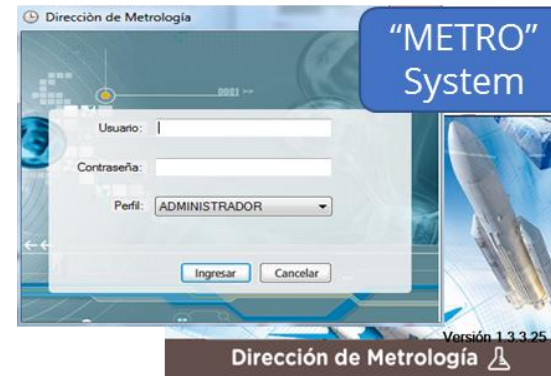 Dirección de Metrología
“METRO”
System
0001 >>
Usuario:
Contraseña:
Perfil: ADMINISTRADOR
Ingresar Cancelar
Versión 1.3.3.25
Dirección de Metrología